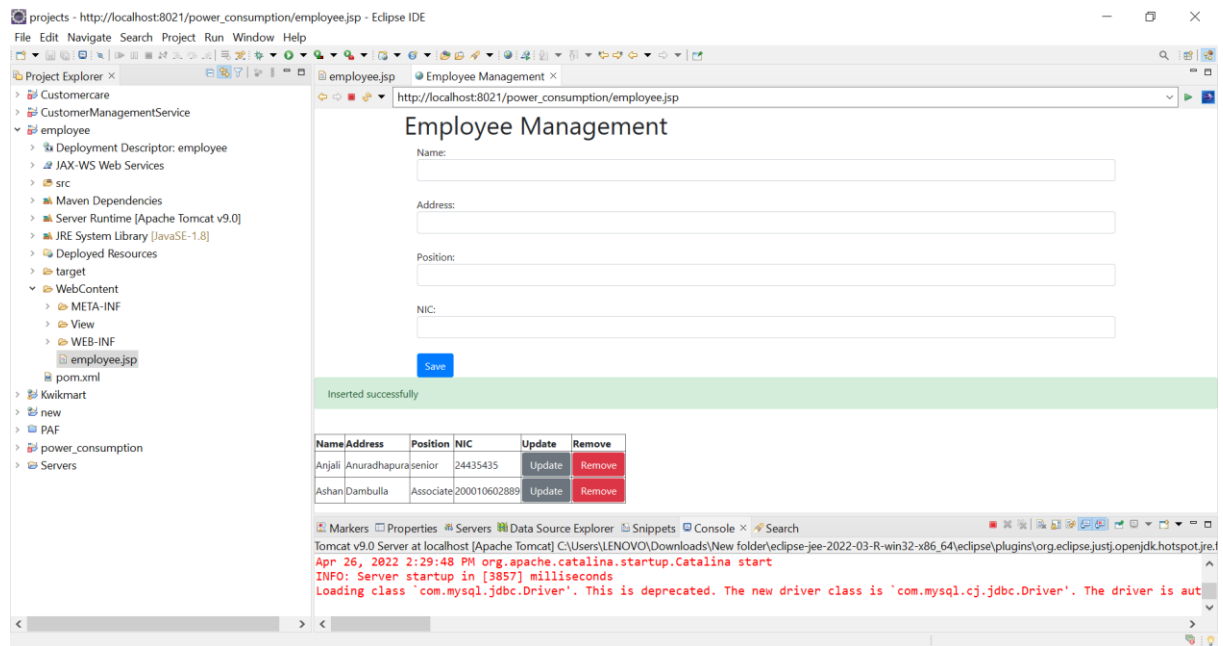 projects - http://localhost:8021/power_consumption/employee.jsp - Eclipse IDE
File Edit Navigate Search Project Run Window Help
Project Explorer
Customercare
CustomerManagementService
employee
Deployment Descriptor: employee
JAX-WS Web Services
src
Maven Dependencies
Server Runtime [Apache Tomcat v9.0]
JRE System Library [JavaSE-1.8]
Deployed Resources
target
WebContent
META-INF
View
WEB-INF
employee.jsp
pom.xml
Kwikmart
new
PAF
power_consumption
Servers
employee.jsp Employee Management
http://localhost:8021/power_consumption/employee.jsp
Employee Management
Name:
Address:
Position:
NIC:
Save
Inserted successfully
Name Address Position NIC Update Remove
Anjali Anuradhapura senior 24435435 Update Remove
Ashan Dambulla Associate 200010602889 Update Remove
Markers Properties Servers Data Source Explorer Snippets Console Search
Tomcat v9.0 Server at localhost [Apache Tomcat] C:\Users\LENOVO\Downloads\New folder\eclipse-jee-2022-03-R-win32-x86_64\eclipse\plugins\org.eclipse.justj.openjdk.hotspot.jre.f
Apr 26, 2022 2:29:48 PM org.apache.catalina.startup.Catalina start
INFO: Server startup in [3857] milliseconds
Loading class `com.mysql.jdbc.Driver'. This is deprecated. The new driver class is `com.mysql.cj.jdbc.Driver'. The driver is aut